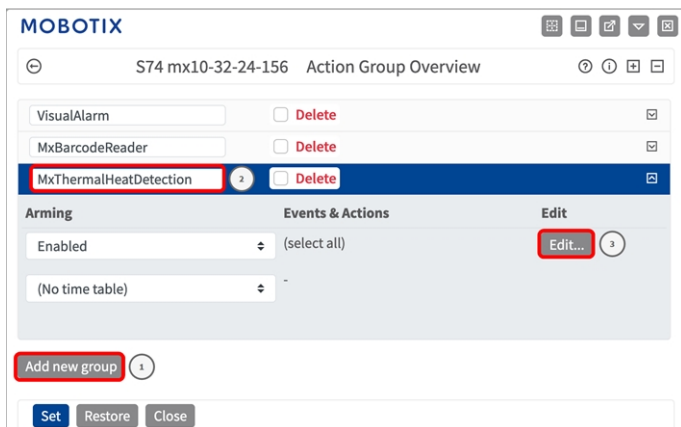 MOBOTIX
S74 mx10-32-24-156 Action Group Overview
VisualAlarm Delete
MxBarcodeReader Delete
MxThermalHeatDetection 2 Delete
Arming Events & Actions Edit
Enabled (select all) Edit... 3
(No time table) -
Add new group 1
Set Restore Close